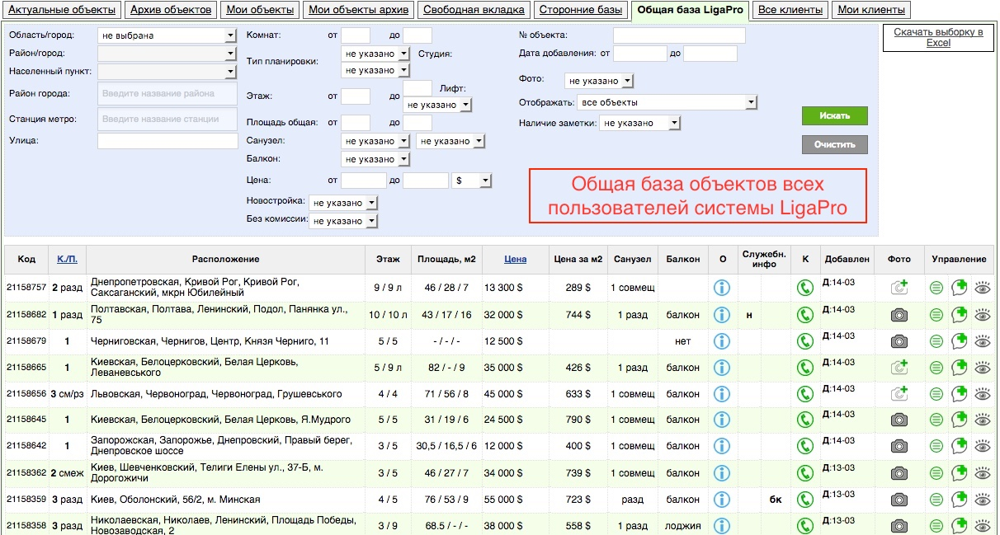 Актуальные объекты Архив объектов Мои объекты Мои объекты архив Свободная вкладка Сторонние базы Общая база LigaPro Все клиенты Мои клиенты
Область/город: не выбрана Комнат: от до № объекта: Скачать выборку в
Excel
Район/город: не указано Студия: Дата добавления: от до
Тип планировки:
Населенный пункт: не указано
Фото: не указано
Район города: Введите название района Этаж: от до Лифт:
не указано Отображать: все объекты
Станция метро: Введите название станции Площадь общая: от до Наличие заметки: не указано Искать
Улица: Санузел: не указано не указано Очистить
Балкон: не указано
Цена: от до $
Новостройка: не указано
Без комиссии: не указано
Общая база объектов всех
пользователей системы LigaPro
Код К./П. Расположение Этаж Площадь, м2 Цена Цена за м2 Санузел Балкон О Служебн. инфо К Добавлен Фото Управление
21158757 2 разд Днепропетровская, Кривой Рог, Кривой Рог,
Саксаганский, мкрн Юбилейный 9 / 9 л 46 / 28 / 7 13 300 $ 289 $ 1 совмещ Д:14-03
21158682 1 разд Полтавская, Полтава, Ленинский, Подол, Панянка ул.,
75 10 / 10 л 43 / 17 / 16 32 000 $ 744 $ 1 разд балкон н Д:14-03
21158679 1 Черниговская, Чернигов, Центр, Князя Черниго, 11 5 / 5 - / - / - 12 500 $ нет Д:14-03
21158665 1 Киевская, Белоцерковский, Белая Церковь,
Леваневського 5 / 9 л 82 / - / 9 35 000 $ 426 $ 1 разд балкон Д:14-03
21158656 3 см/рз Львовская, Червоноград, Червоноград, Грушевського 4 / 4 71 / 56 / 8 45 000 $ 633 $ 1 совмещ балкон Д:14-03
21158645 1 Киевская, Белоцерковский, Белая Церковь, Я.Мудрого 5 / 5 31 / 19 / 6 24 500 $ 790 $ 1 совмещ балкон Д:14-03
21158642 1 Запорожская, Запорожье, Днепровский, Правый берег,
Днепровское шоссе 3 / 5 30,5 / 16,5 / 6 12 000 $ 400 $ 1 совмещ балкон Д:14-03
21158362 2 смеж Киев, Шевченковский, Телиги Елены ул., 37-Б, м.
Дорогожичи 3 / 5 46 / 27 / 7 34 000 $ 739 $ 1 совмещ балкон Д:13-03
21158359 3 разд Киев, Оболонский, 56/2, м. Минская 4 / 5 76 / 53 / 9 55 000 $ 723 $ разд балкон бк Д:13-03
21158358 3 разд Николаевская, Николаев, Ленинский, Площадь Победы,
Новозаводская, 2 3 / 9 68.5 / - / - 38 000 $ 558 $ 1 разд лоджия Д:13-03